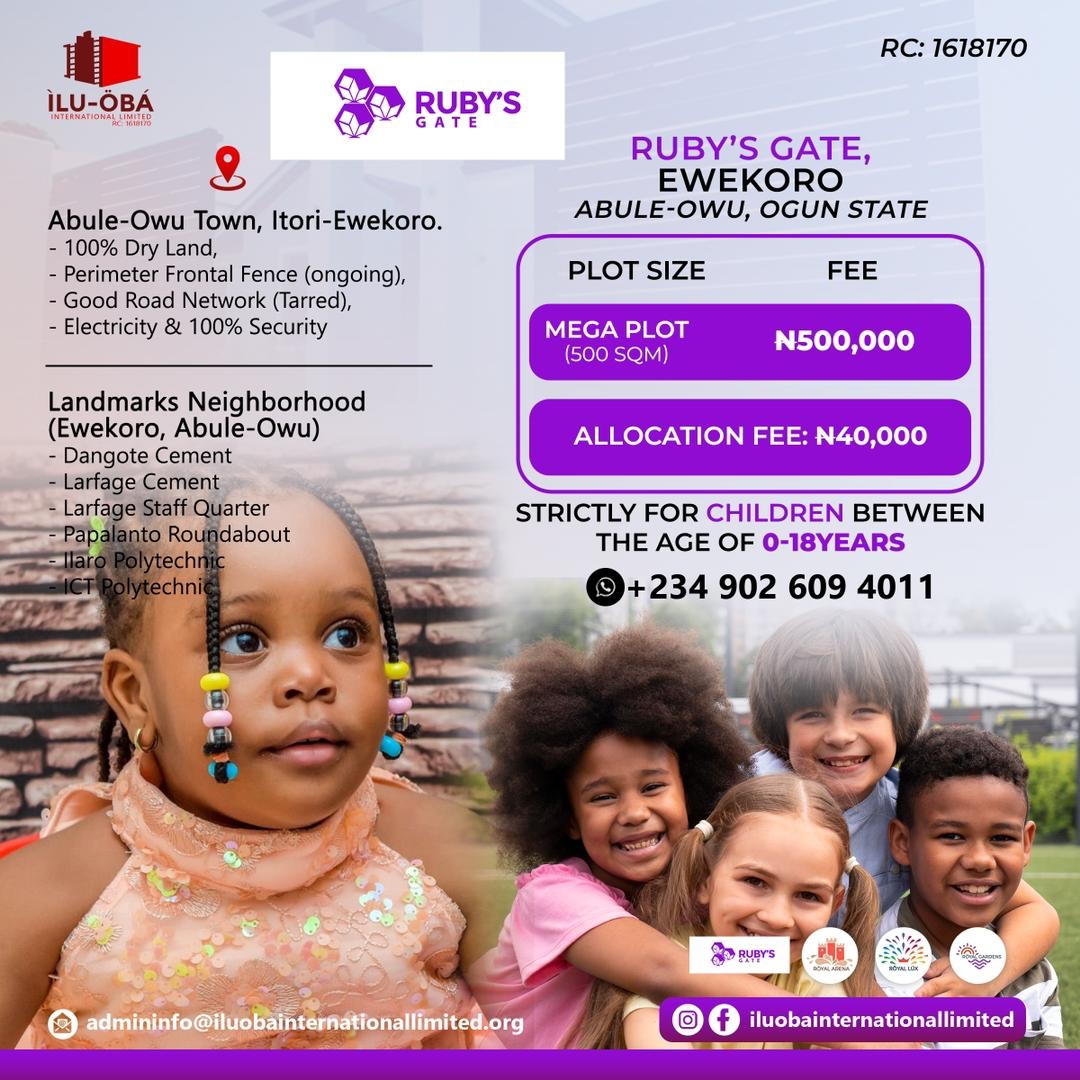 ÌLU-ÖBÁ
INTERNATIONAL LIMITED
RC: 1618170
RUBY'S
GATE
RC: 1618170
Abule-Owu Town, Itori-Ewekoro.
- 100% Dry Land,
- Perimeter Frontal Fence (ongoing),
- Good Road Network (Tarred),
- Electricity & 100% Security
Landmarks Neighborhood
(Ewekoro, Abule-Owu)
- Dangote Cement
- Larfage Cement
- Larfage Staff Quarter
- Papalanto Roundabout
- Ilaro Polytechnic
- ICT Polytechnic
RUBY'S GATE,
EWEKORO
ABULE-OWU, OGUN STATE
PLOT SIZE FEE
MEGA PLOT
(500 SQM)
₦500,000
ALLOCATION FEE: ₦40,000
STRICTLY FOR CHILDREN BETWEEN
THE AGE OF 0-18YEARS
+234 902 609 4011
RUBY'S
GATE
ROYAL ARENA
ROYAL LUX
ROYAL GARDENS
admininfo@iluobainternationallimited.org
iluobainternationallimited